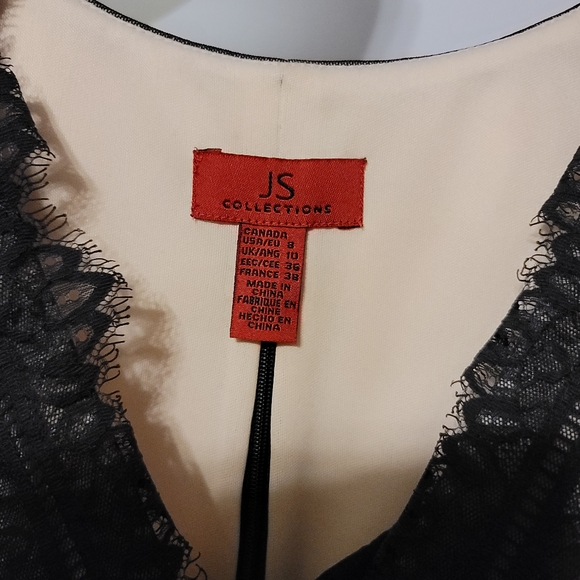 JS
COLLECTIONS
CANADA
USA/EU 8
UK/ANG 10
EEC/CEE 36
FRANCE 38
MADE IN
CHINA
FABRIQUE EN
CHINE
HECHO EN
CHINA